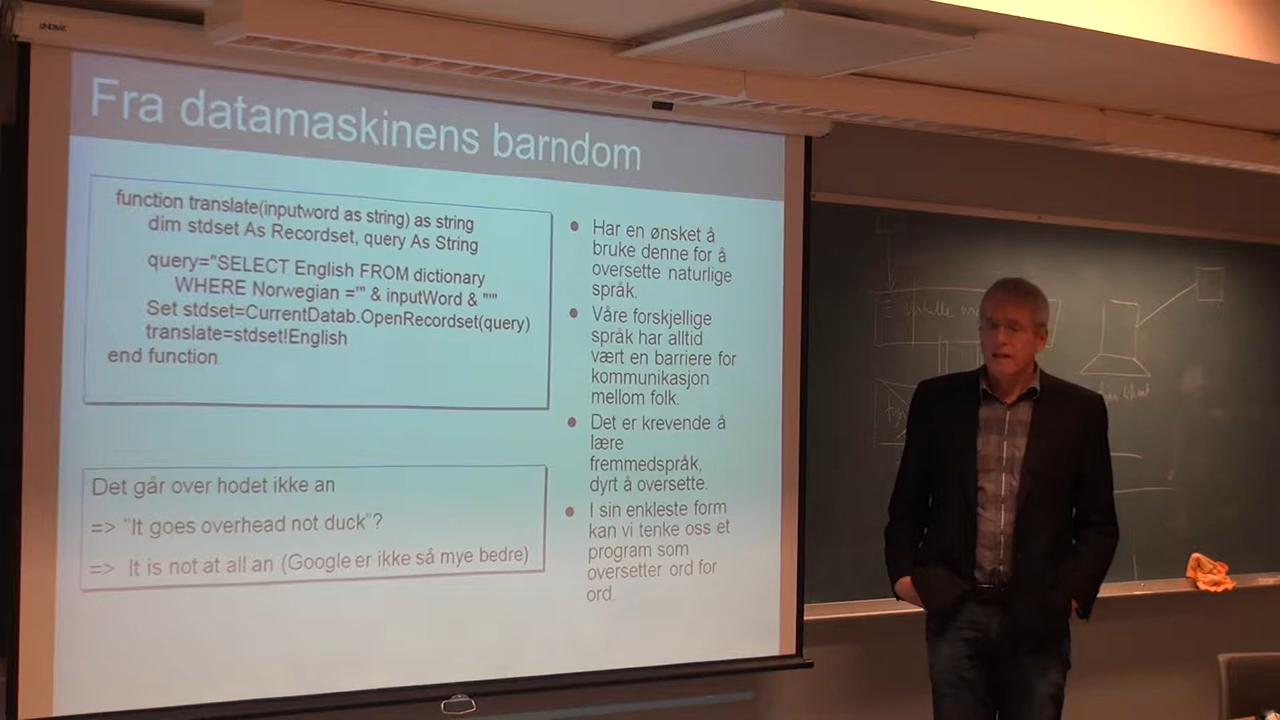 Fra datamaskinens barndom
function translate(inputword as string) as string
dim stdset As Recordset, query As String
query="SELECT English FROM dictionary
WHERE Norwegian ='" & inputWord & "'"
Set stdset=CurrentDatab.OpenRecordset(query)
translate=stdset!English
end function
Det går over hodet ikke an
=> "It goes overhead not duck"?
=> It is not at all an (Google er ikke så mye bedre)
• Har en ønsket å
bruke denne for å
oversette naturlige
språk.
• Våre forskjellige
språk har alltid
vært en barriere for
kommunikasjon
mellom folk.
• Det er krevende å
lære
fremmedspråk,
dyrt å oversette.
• I sin enkleste form
kan vi tenke oss et
program som
oversetter ord for
ord.